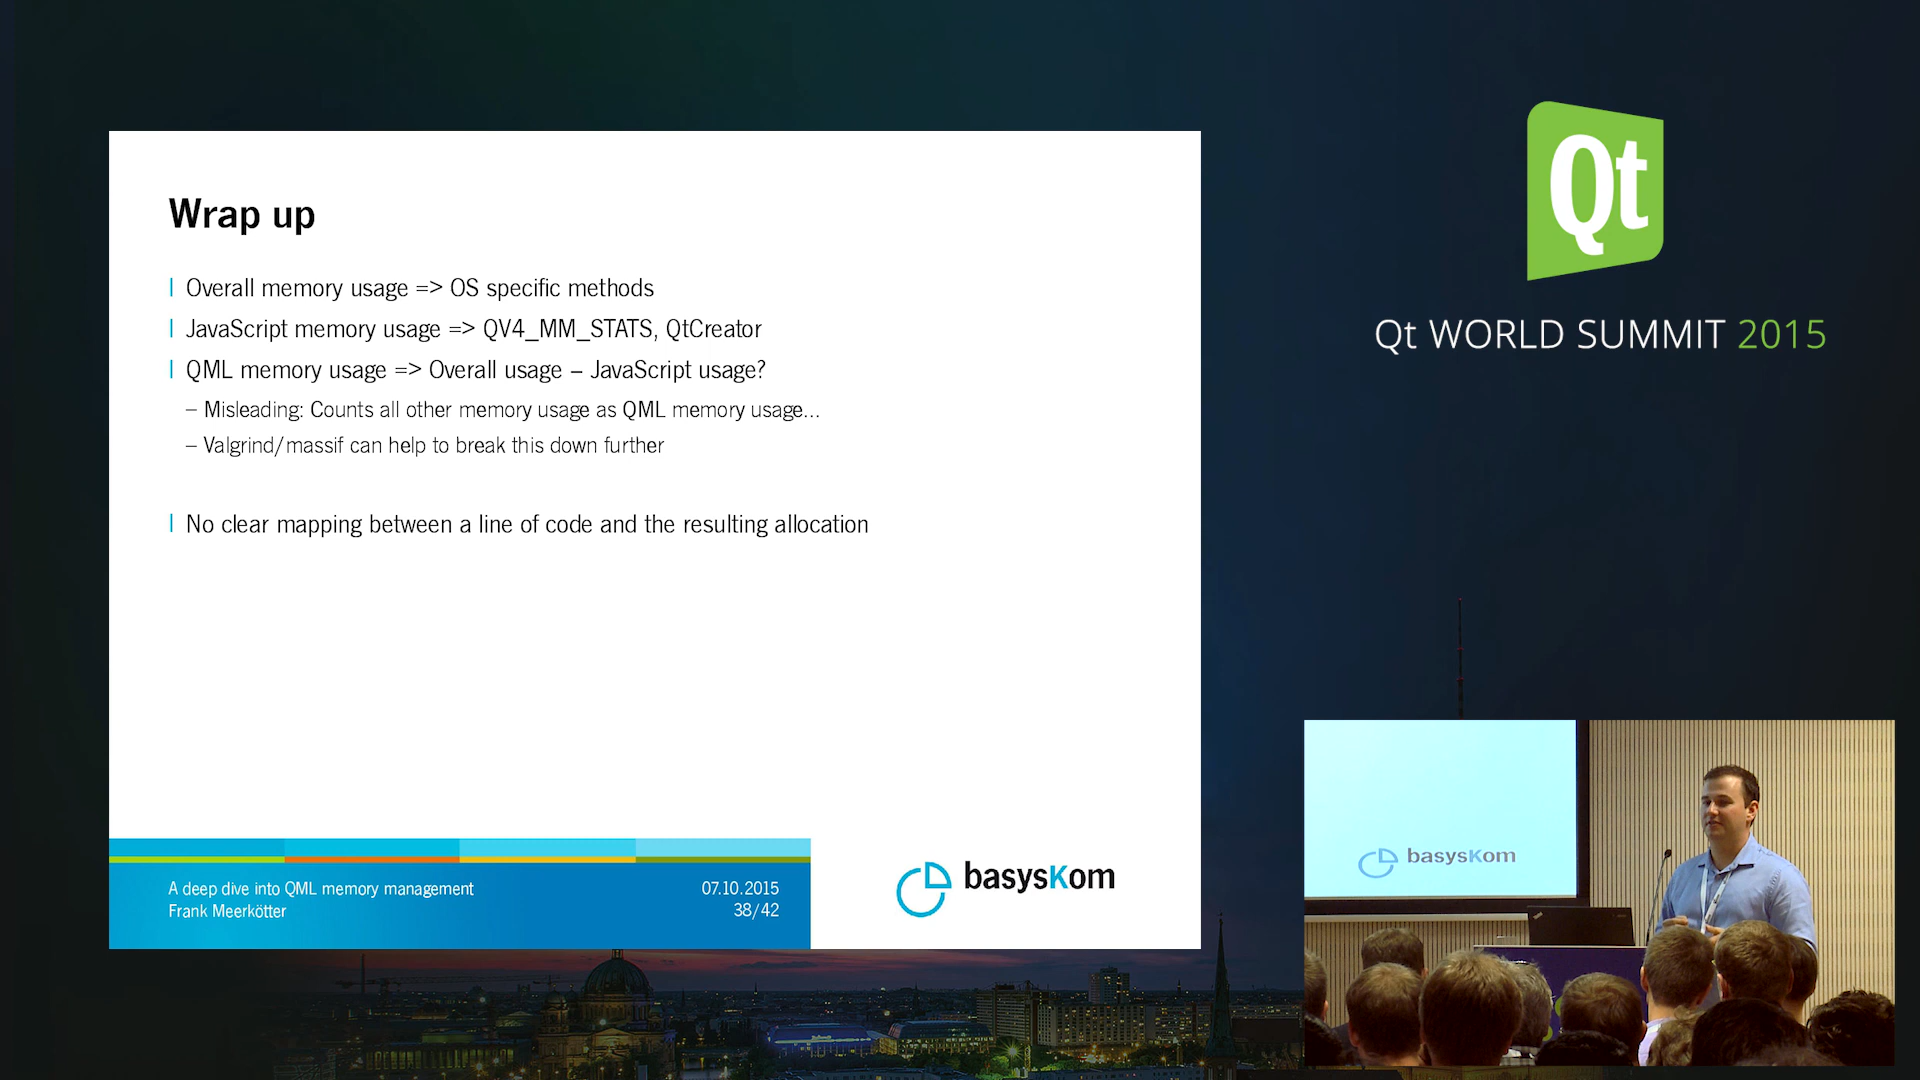 Wrap up
| Overall memory usage => OS specific methods
| JavaScript memory usage => QV4_MM_STATS, QtCreator
| QML memory usage => Overall usage – JavaScript usage?
– Misleading: Counts all other memory usage as QML memory usage...
– Valgrind/massif can help to break this down further
| No clear mapping between a line of code and the resulting allocation
A deep dive into QML memory management
Frank Meerkötter
07.10.2015
38/42
basysKom
Qt
Qt WORLD SUMMIT 2015
basysKom